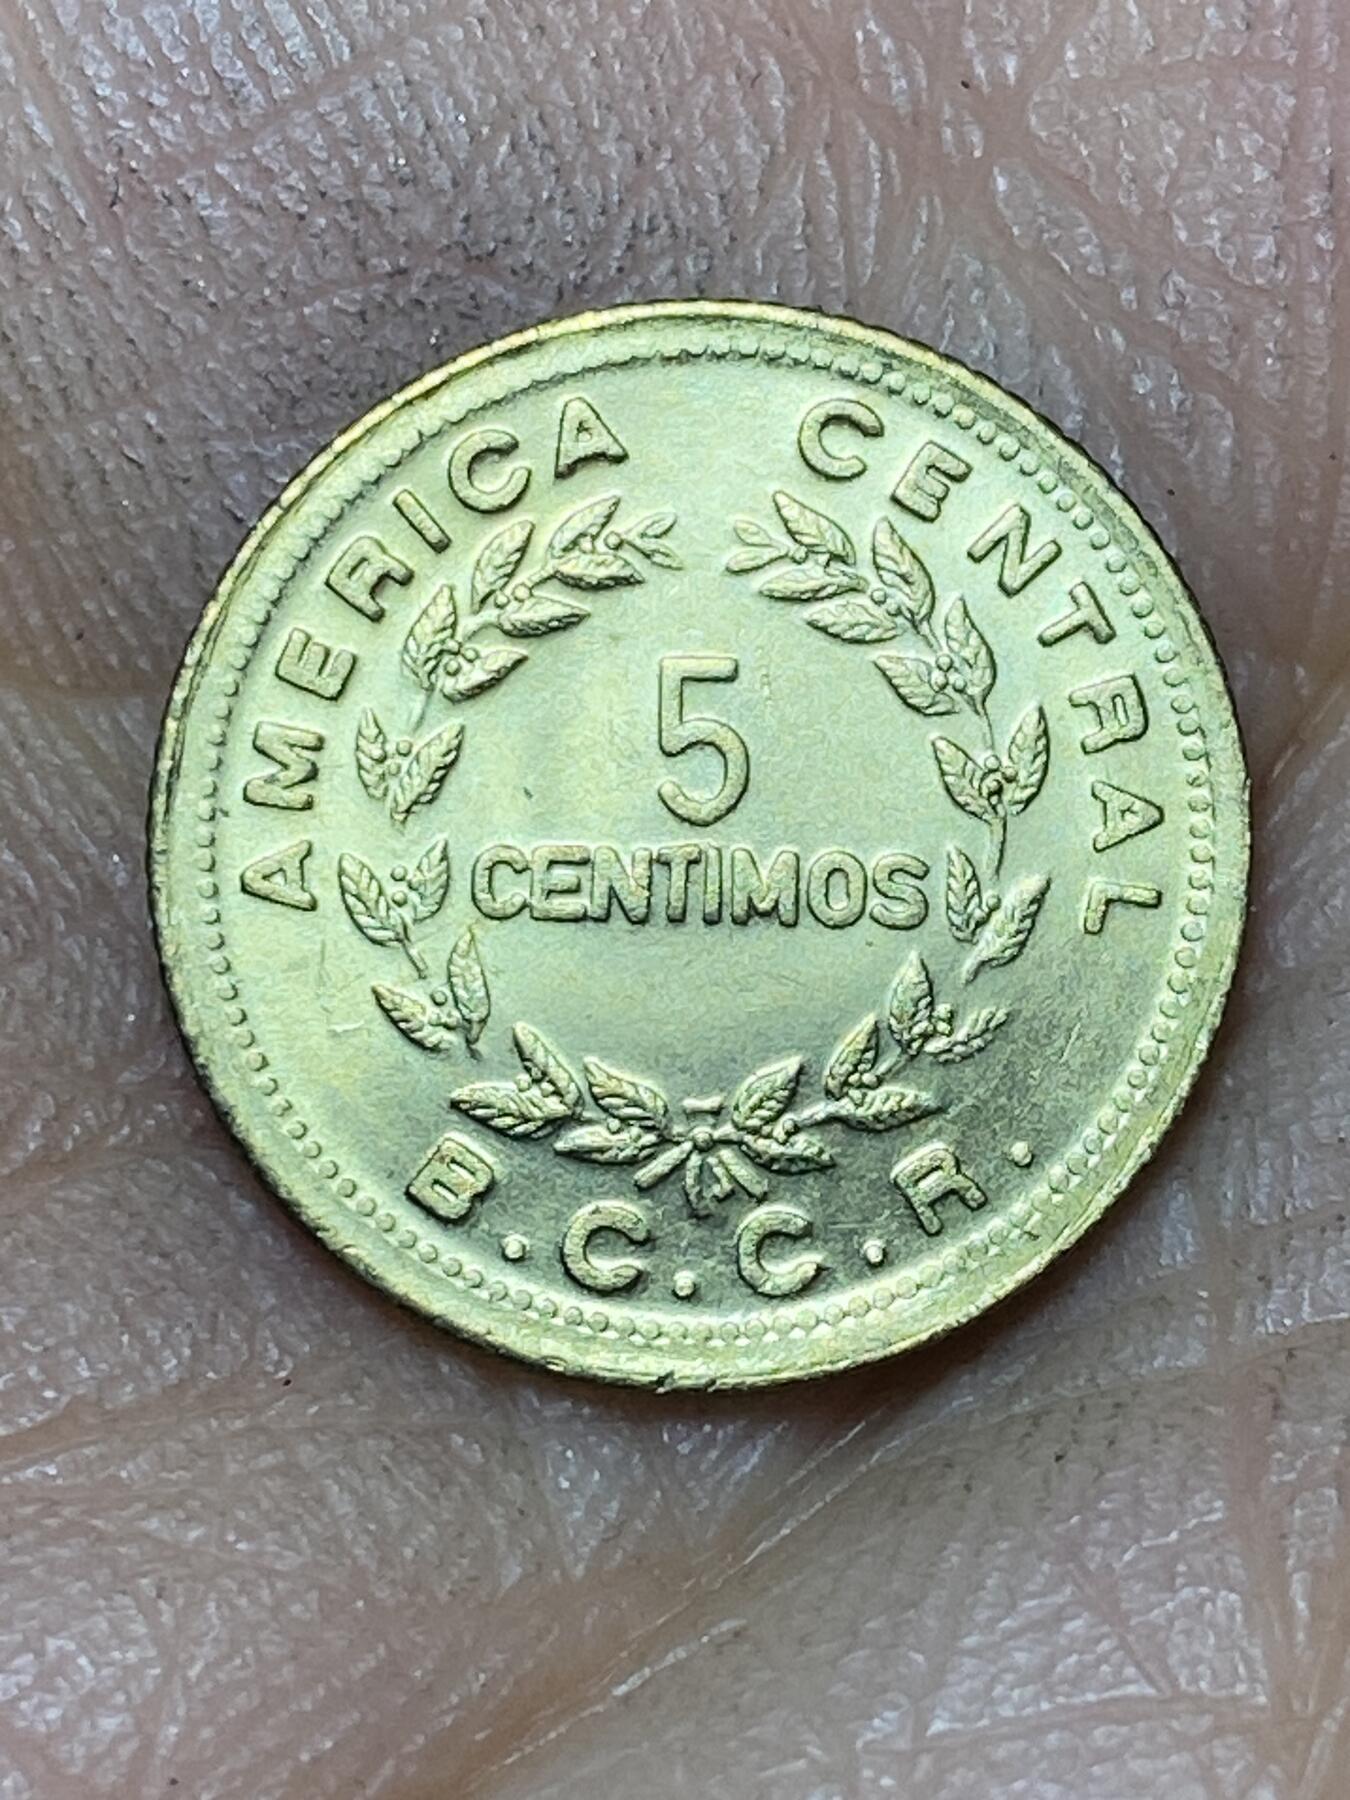 AMERICA CENTRAL
5
CENTIMOS
B.C.C.R.